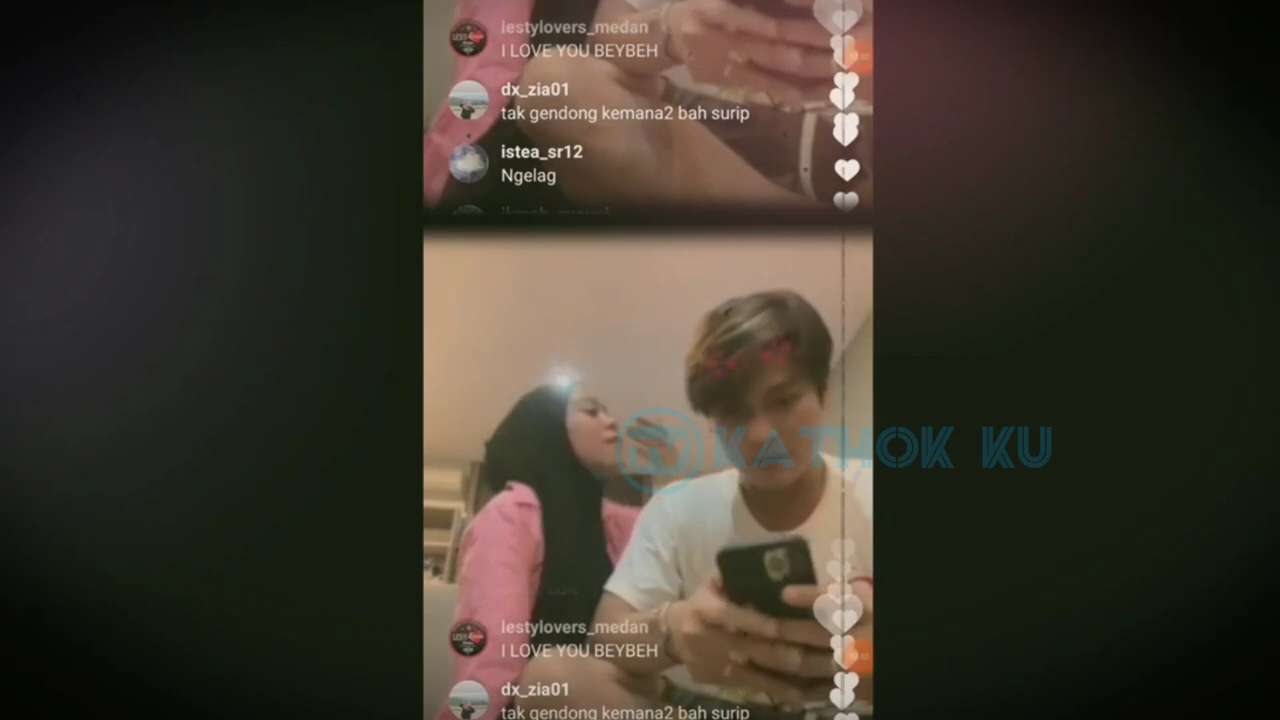 lestylovers_medan
I LOVE YOU BEYBEH
dx_zia01
tak gendong kemana2 bah surip
istea_sr12
Ngelag
KATHOK KU
lestylovers_medan
I LOVE YOU BEYBEH
dx_zia01
tak gendong kemana2 bah surip